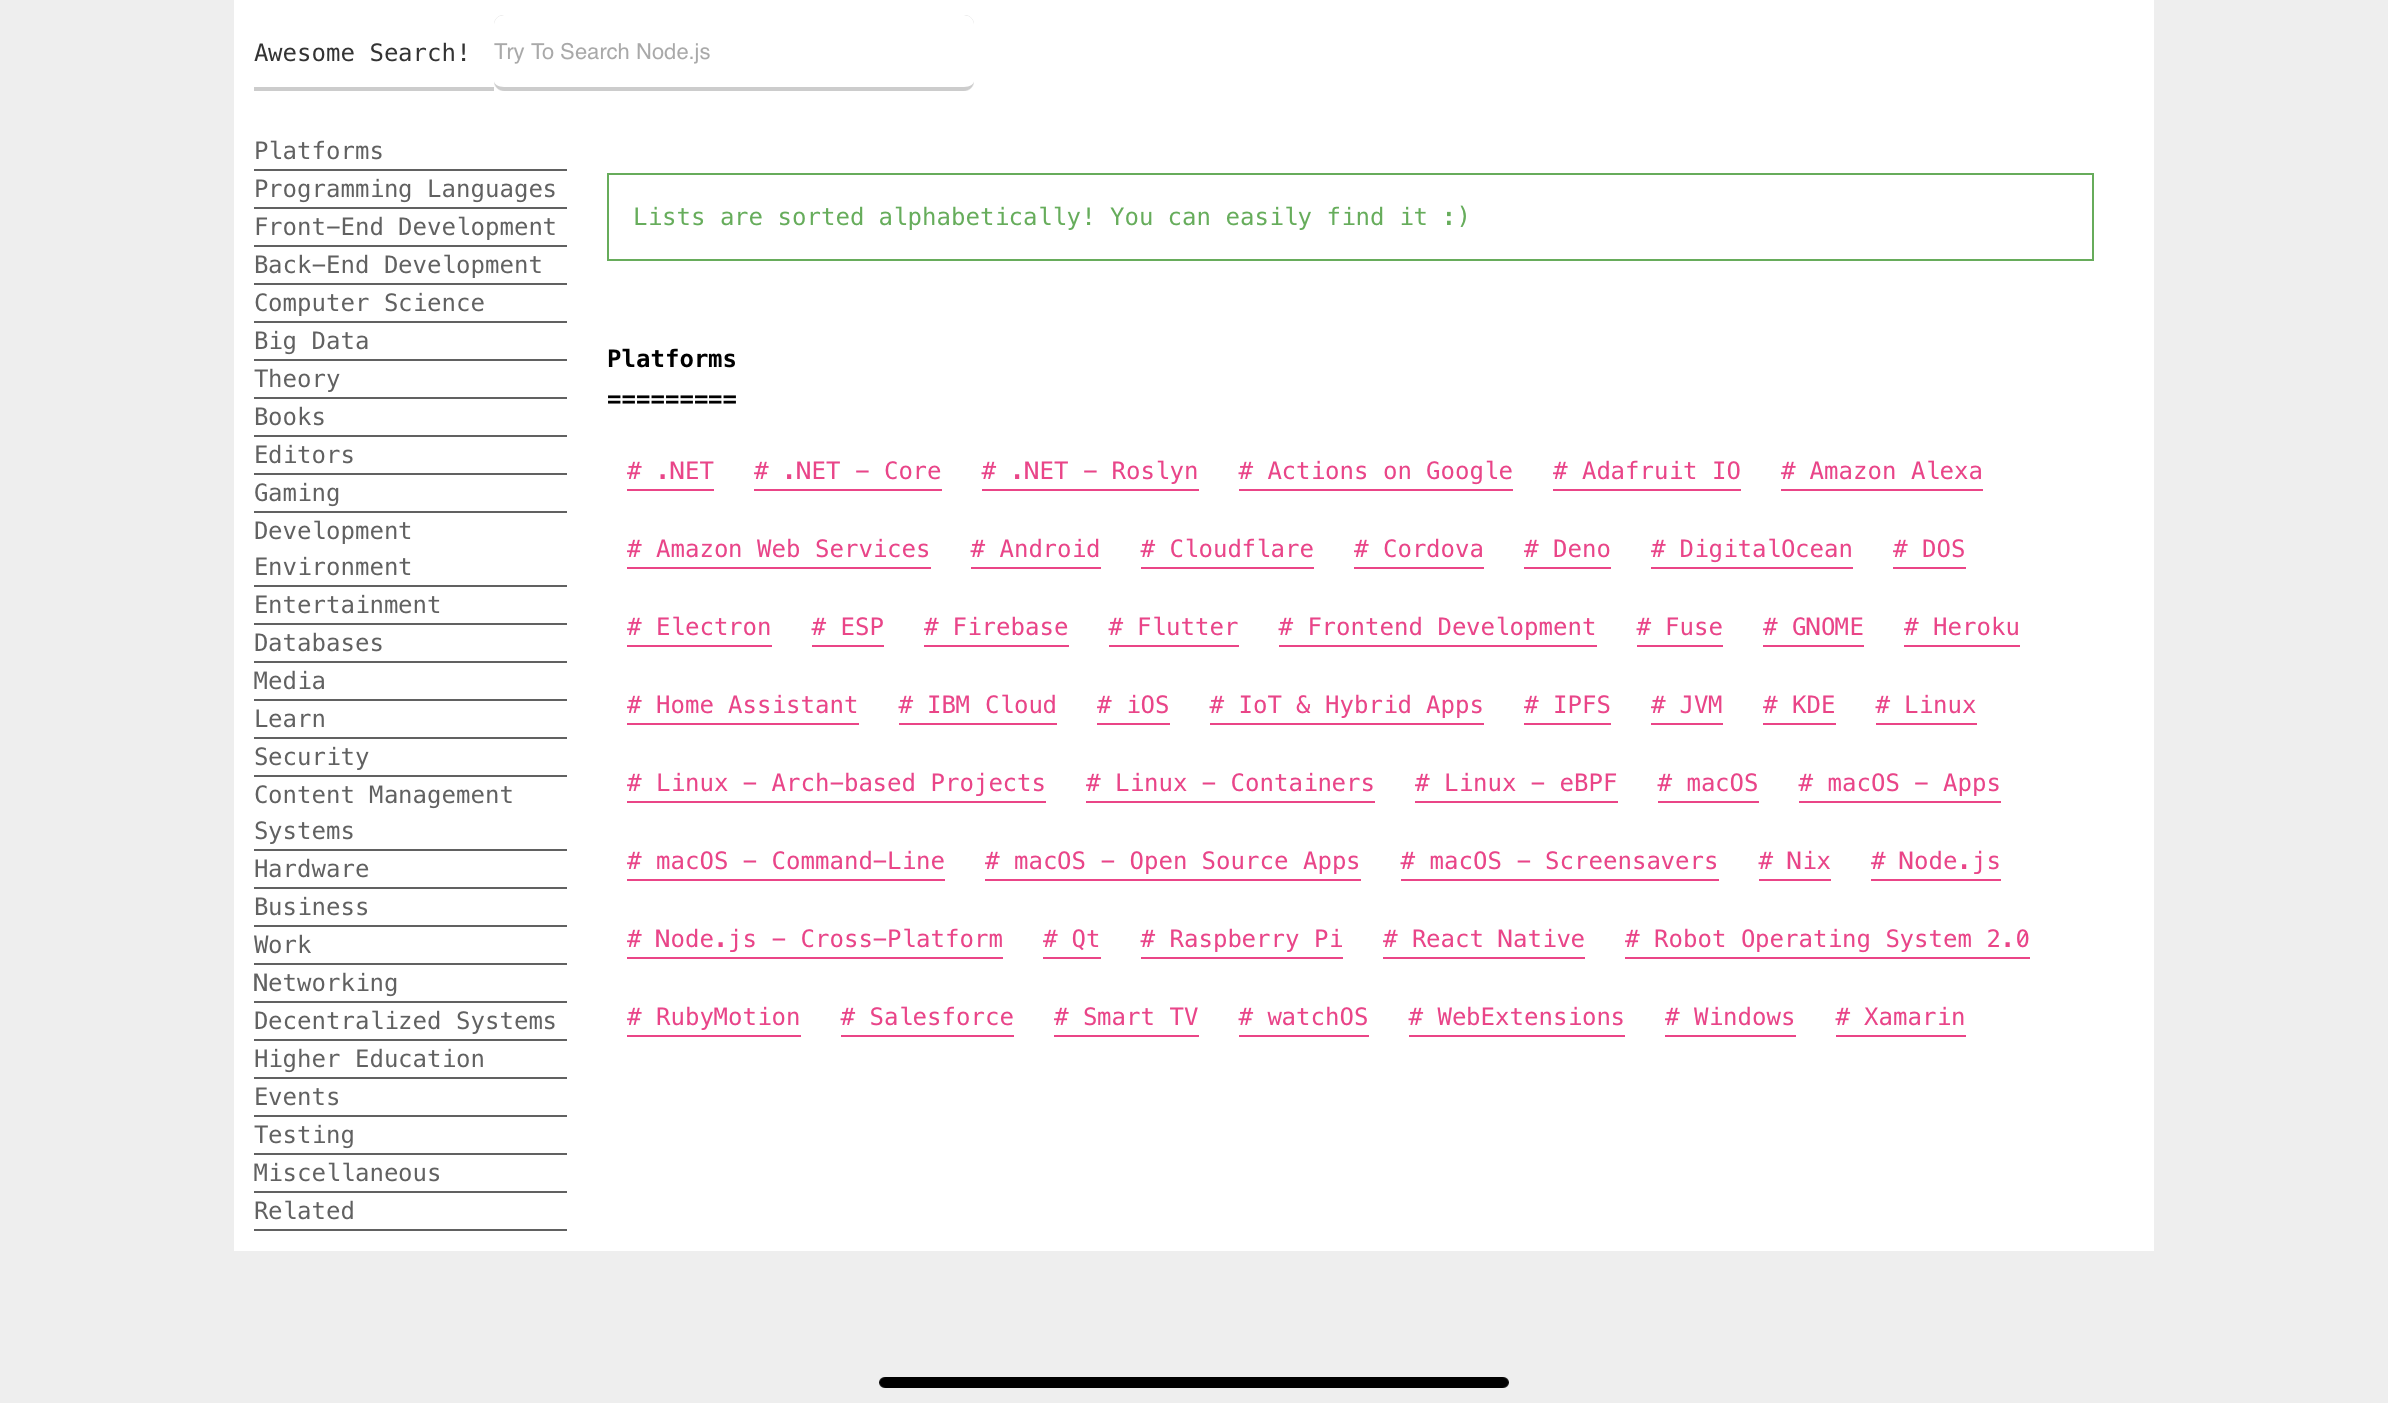 Awesome Search! Try To Search Node.js
Platforms
Programming Languages
Front-End Development
Back-End Development
Computer Science
Big Data
Theory
Books
Editors
Gaming
Development
Environment
Entertainment
Databases
Media
Learn
Security
Content Management
Systems
Hardware
Business
Work
Networking
Decentralized Systems
Higher Education
Events
Testing
Miscellaneous
Related
Lists are sorted alphabetically! You can easily find it :)
Platforms
=========
# .NET # .NET - Core # .NET - Roslyn # Actions on Google # Adafruit IO # Amazon Alexa
# Amazon Web Services # Android # Cloudflare # Cordova # Deno # DigitalOcean # DOS
# Electron # ESP # Firebase # Flutter # Frontend Development # Fuse # GNOME # Heroku
# Home Assistant # IBM Cloud # iOS # IoT & Hybrid Apps # IPFS # JVM # KDE # Linux
# Linux - Arch-based Projects # Linux - Containers # Linux - eBPF # macOS # macOS - Apps
# macOS - Command-Line # macOS - Open Source Apps # macOS - Screensavers # Nix # Node.js
# Node.js - Cross-Platform # Qt # Raspberry Pi # React Native # Robot Operating System 2.0
# RubyMotion # Salesforce # Smart TV # watchOS # WebExtensions # Windows # Xamarin